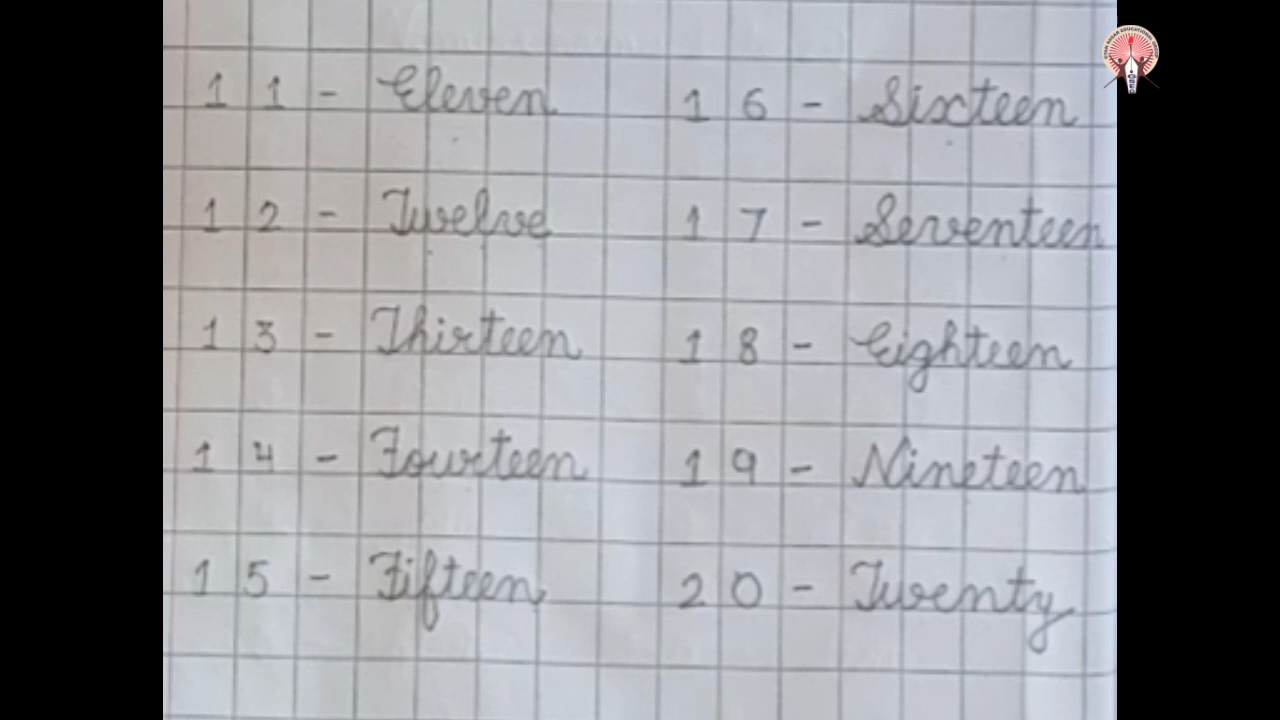 11 - Eleven 16 - Sixteen
12 - Twelve 17 - Seventeen
13 - Thirteen 18 - Eighteen
14 - Fourteen 19 - Nineteen
15 - Fifteen 20 - Twenty